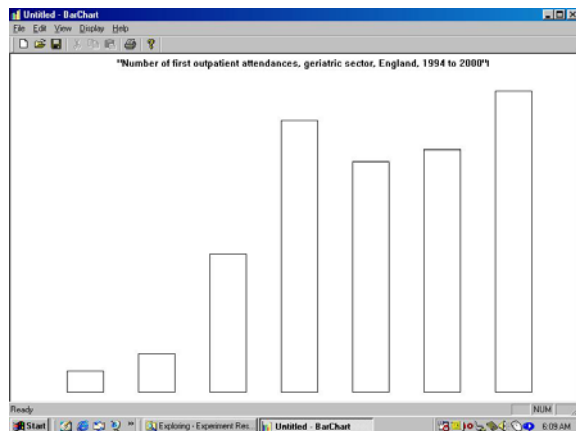 Untitled - BarChart
File Edit View Display Help
"Number of first outpatient attendances, geriatric sector, England, 1994 to 2000"\
Ready NUM
Start » Exploring - Experiment Res... Untitled - BarChart 6:09 AM